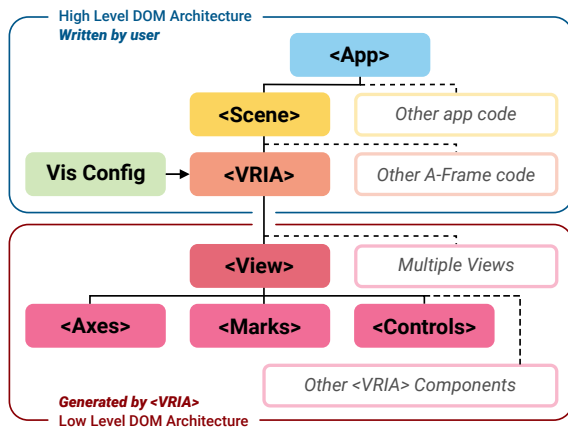 High Level DOM Architecture
Written by user
<App>
<Scene>
Other app code
Vis Config
<VRIA>
Other A-Frame code
<View>
Multiple Views
<Axes>
<Marks>
<Controls>
Other <VRIA> Components
Generated by <VRIA>
Low Level DOM Architecture